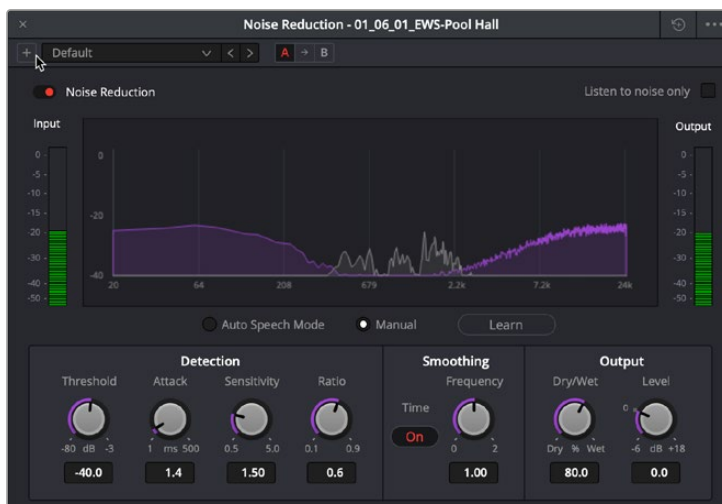 Noise Reduction - 01_06_01_EWS-Pool Hall
Default
A
B
Noise Reduction
Listen to noise only
Input
Output
0
-5
-10
-15
-20
-30
-40
-50
0
-20
-40
20 64 208 679 2.2k 7.2k 24k
0
-5
-10
-15
-20
-30
-40
-50
Auto Speech Mode
Manual
Learn
Detection
Threshold Attack Sensitivity Ratio
-80 dB -3 1 ms 500 0.5 5.0 0.1 0.9
-40.0 1.4 1.50 0.6
Smoothing
Frequency
Time
On
0 2
1.00
Output
Dry/Wet Level
0
Dry % Wet -6 dB +18
80.0 0.0